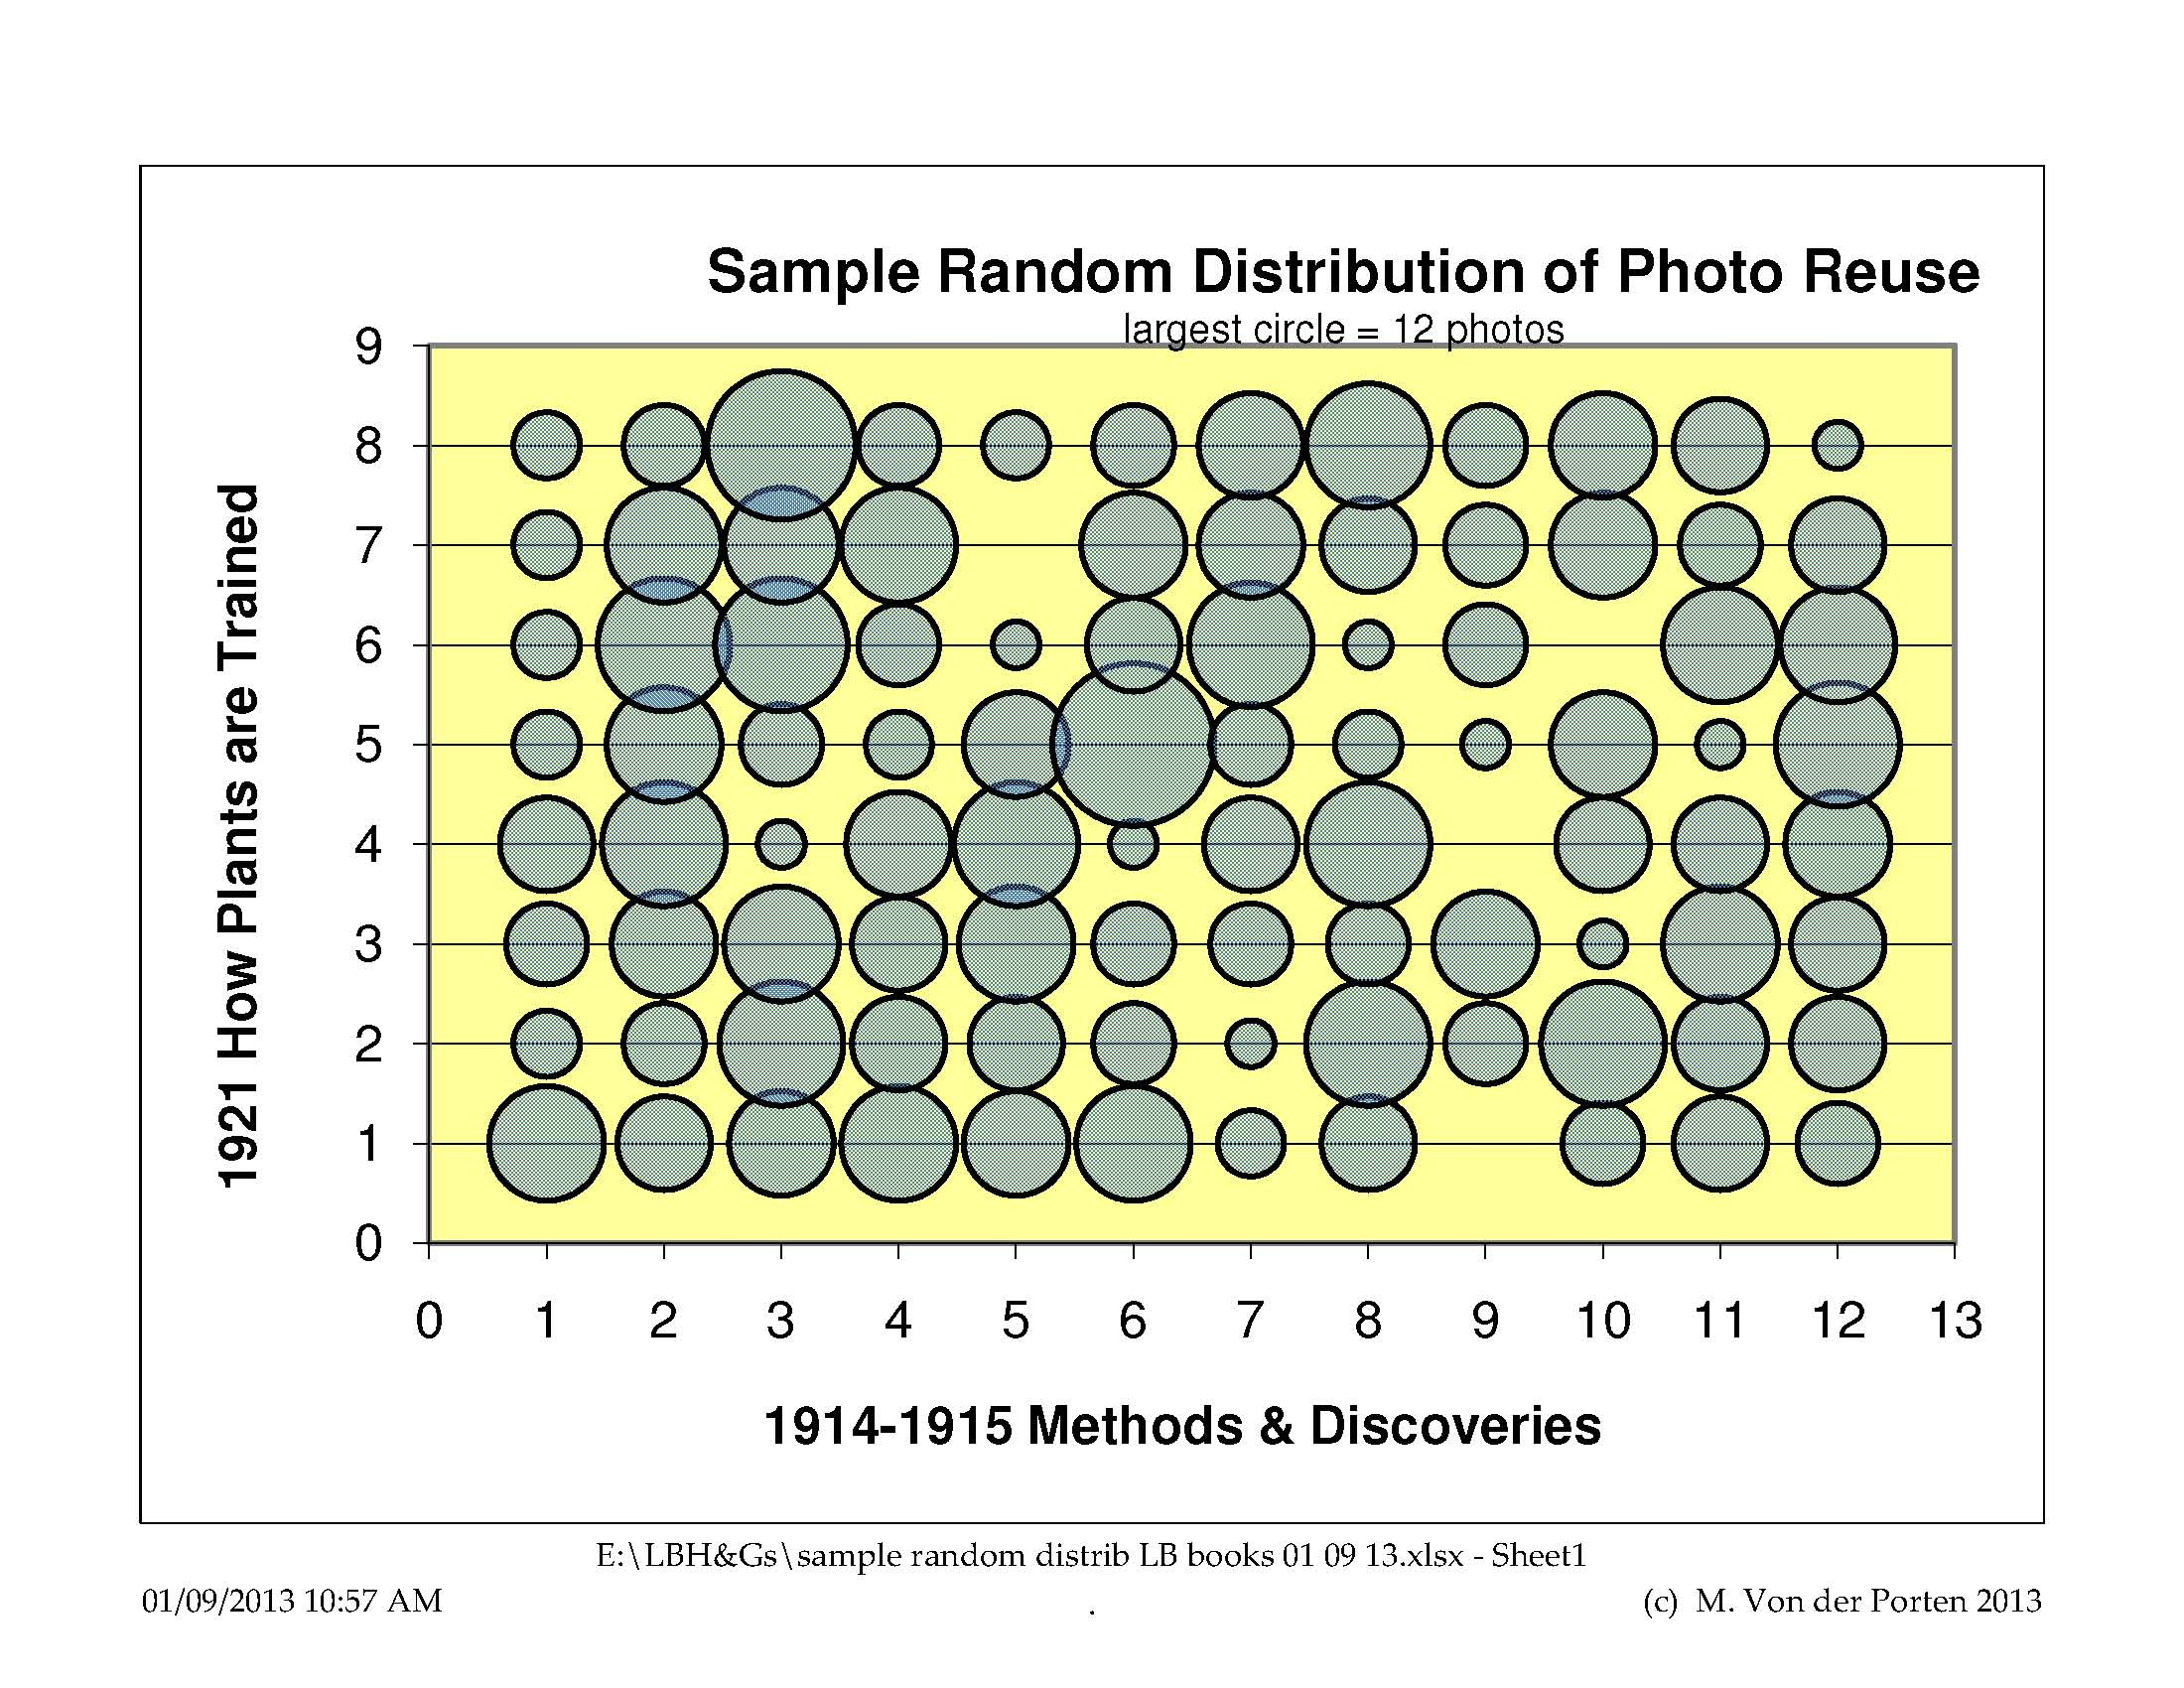 Sample Random Distribution of Photo Reuse
largest circle = 12 photos
1921 How Plants are Trained
9
8
7
6
5
4
3
2
1
0
0 1 2 3 4 5 6 7 8 9 10 11 12 13
1914-1915 Methods & Discoveries
E:\LBH&Gs\sample random distrib LB books 01 09 13.xlsx - Sheet1
01/09/2013 10:57 AM . (c) M. Von der Porten 2013